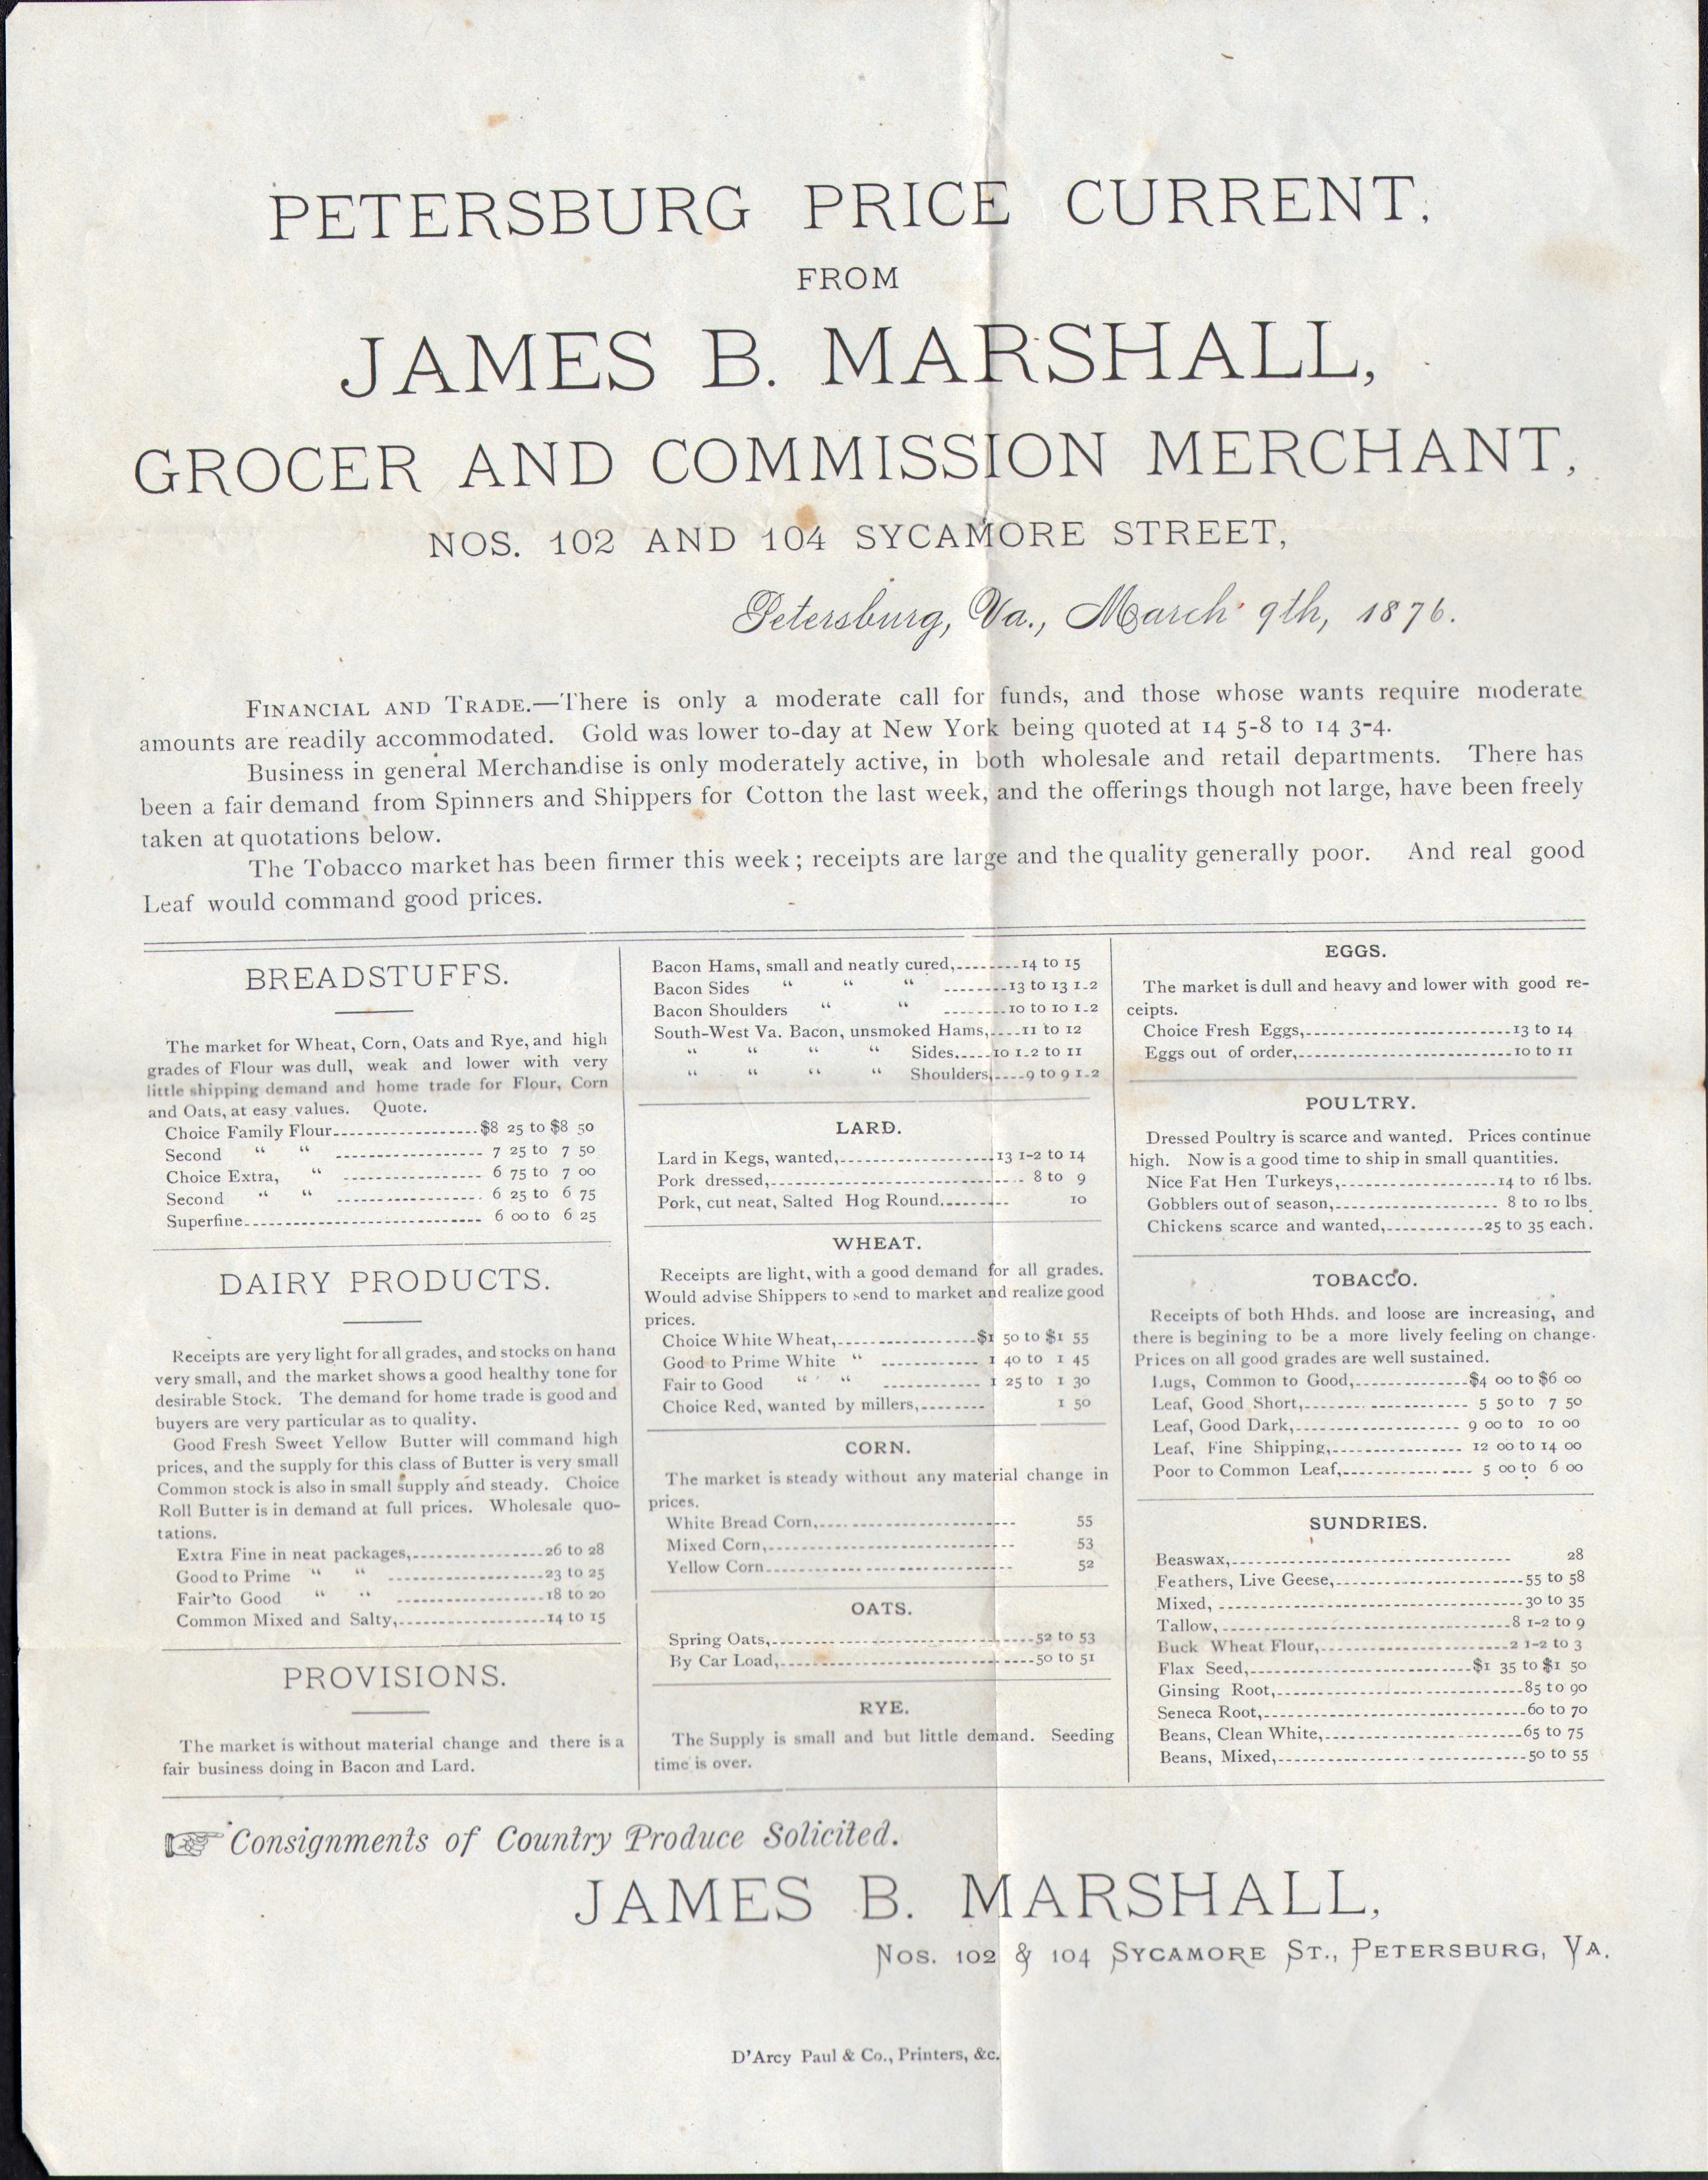 PETERSBURG PRICE CURRENT,
FROM
JAMES B. MARSHALL,
GROCER AND COMMISSION MERCHANT,
NOS. 102 AND 104 SYCAMORE STREET,
Petersburg, Va., March 9th, 1876.
FINANCIAL AND TRADE.—There is only a moderate call for funds, and those whose wants require moderate
amounts are readily accommodated. Gold was lower to-day at New York being quoted at 14 5-8 to 14 3-4.
Business in general Merchandise is only moderately active, in both wholesale and retail departments. There has
been a fair demand from Spinners and Shippers for Cotton the last week, and the offerings though not large, have been freely
taken at quotations below.
The Tobacco market has been firmer this week; receipts are large and the quality generally poor. And real good
Leaf would command good prices.
BREADSTUFFS.
The market for Wheat, Corn, Oats and Rye, and high
grades of Flour was dull, weak and lower with very
little shipping demand and home trade for Flour, Corn
and Oats, at easy values. Quote.
Choice Family Flour------------------$8 25 to $8 50
Second “ “ ------------------ 7 25 to 7 50
Choice Extra, “ ----------------- 6 75 to 7 00
Second “ “ ------------------ 6 25 to 6 75
Superfine------------------------------ 6 00 to 6 25
DAIRY PRODUCTS.
Receipts are very light for all grades, and stocks on hand
very small, and the market shows a good healthy tone for
desirable Stock. The demand for home trade is good and
buyers are very particular as to quality.
Good Fresh Sweet Yellow Butter will command high
prices, and the supply for this class of Butter is very small
Common stock is also in small supply and steady. Choice
Roll Butter is in demand at full prices. Wholesale quo-
tations.
Extra Fine in neat packages,----------------26 to 28
Good to Prime “ “ -------------------23 to 25
Fair to Good “ “ ------------------18 to 20
Common Mixed and Salty,------------------14 to 15
PROVISIONS.
The market is without material change and there is a
fair business doing in Bacon and Lard.
Bacon Hams, small and neatly cured,--------14 to 15
Bacon Sides “ “ “ --------13 to 13 1-2
Bacon Shoulders “ “ --------10 to 10 1-2
South-West Va. Bacon, unsmoked Hams,----11 to 12
“ “ “ “ Sides-----10 1-2 to 11
“ “ “ “ Shoulders,----9 to 9 1-2
LARD.
Lard in Kegs, wanted,-------------------13 1-2 to 14
Pork dressed,---------------------------- 8 to 9
Pork, cut neat, Salted Hog Round-------- 10
WHEAT.
Receipts are light, with a good demand for all grades.
Would advise Shippers to send to market and realize good
prices.
Choice White Wheat,-----------------$1 50 to $1 55
Good to Prime White “ ------------ 1 40 to 1 45
Fair to Good “ “ ------------ 1 25 to 1 30
Choice Red, wanted by millers,-------- 1 50
CORN.
The market is steady without any material change in
prices.
White Bread Corn,------------------------ 55
Mixed Corn,------------------------------ 53
Yellow Corn------------------------------ 52
OATS.
Spring Oats,--------------------------------52 to 53
By Car Load,-------------------------------50 to 51
RYE.
The Supply is small and but little demand. Seeding
time is over.
EGGS.
The market is dull and heavy and lower with good re-
ceipts.
Choice Fresh Eggs,-------------------------13 to 14
Eggs out of order,--------------------------10 to 11
POULTRY.
Dressed Poultry is scarce and wanted. Prices continue
high. Now is a good time to ship in small quantities.
Nice Fat Hen Turkeys,-------------------14 to 16 lbs.
Gobblers out of season,-------------------- 8 to 10 lbs.
Chickens scarce and wanted,------------25 to 35 each.
TOBACCO.
Receipts of both Hhds. and loose are increasing, and
there is begining to be a more lively feeling on change.
Prices on all good grades are well sustained.
Lugs, Common to Good,--------------$4 00 to $6 00
Leaf, Good Short,-------------------- 5 50 to 7 50
Leaf, Good Dark,-------------------- 9 00 to 10 00
Leaf, Fine Shipping,---------------- 12 00 to 14 00
Poor to Common Leaf,---------------- 5 00 to 6 00
SUNDRIES.
Beaswax,---------------------------------- 28
Feathers, Live Geese,-----------------------55 to 58
Mixed, -------------------------------------30 to 35
Tallow, -----------------------------------8 1-2 to 9
Buck Wheat Flour,-----------------------2 1-2 to 3
Flax Seed,---------------------------$1 35 to $1 50
Ginsing Root,------------------------------85 to 90
Seneca Root,--------------------------------60 to 70
Beans, Clean White,------------------------65 to 75
Beans, Mixed,------------------------------50 to 55
☞ Consignments of Country Produce Solicited.
JAMES B. MARSHALL,
NOS. 102 & 104 SYCAMORE ST., PETERSBURG, VA.
D'Arcy Paul & Co., Printers, &c.